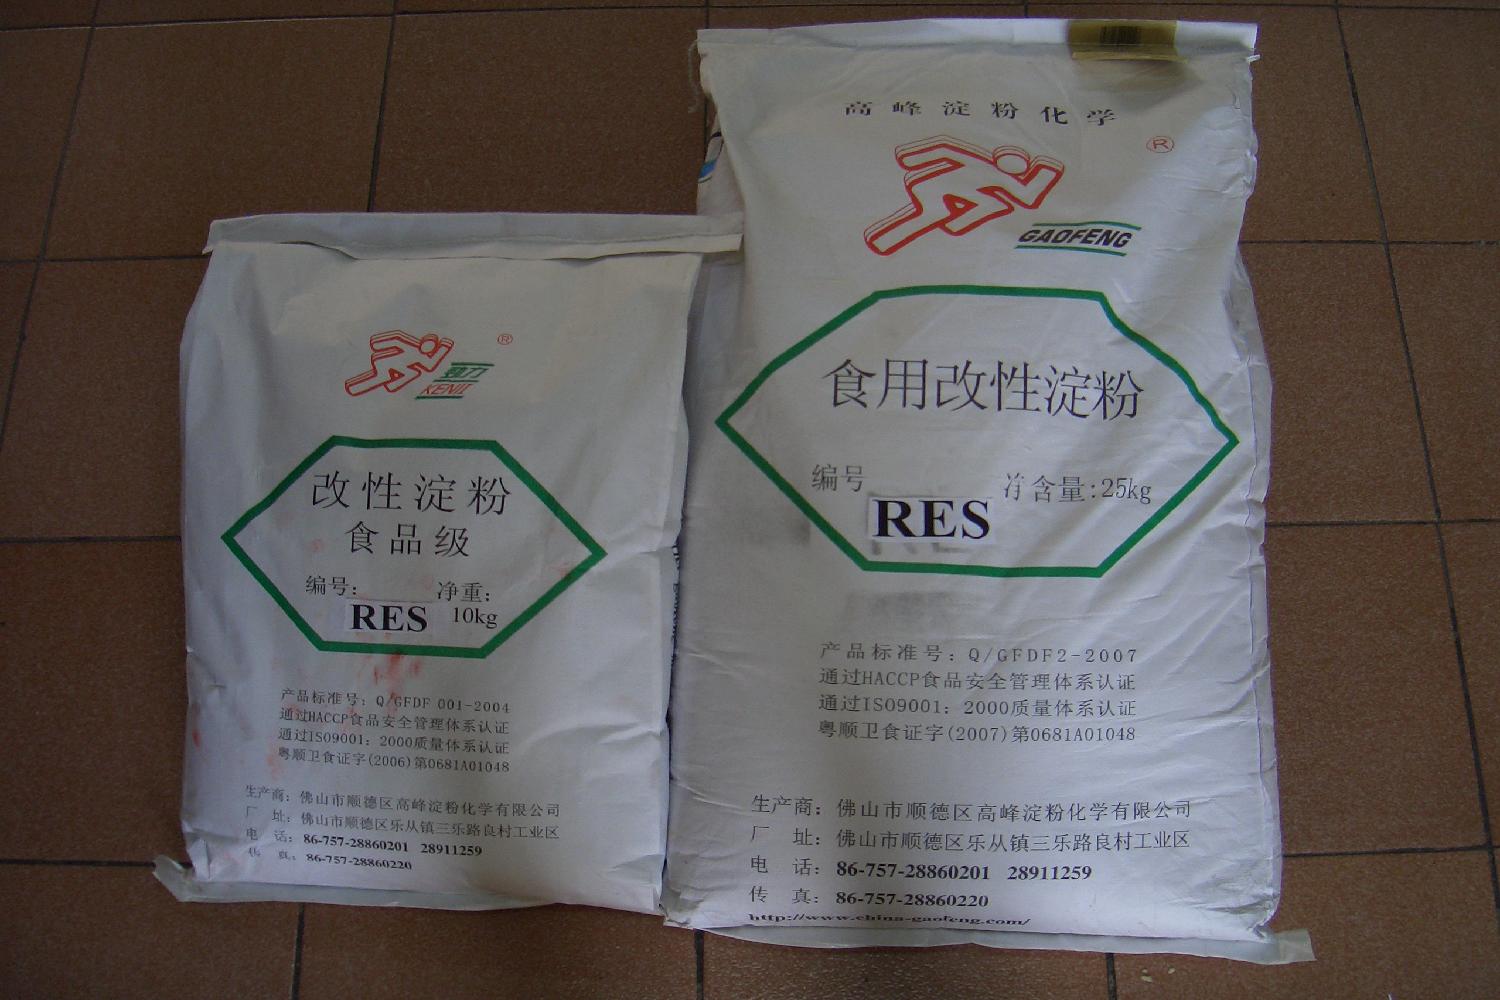 劲力
KENLI
®
改性淀粉
食品级
编号:
净重:
RES
10kg
产品标准号: Q/GFDF 001-2004
通过HACCP食品安全管理体系认证
通过ISO9001: 2000质量体系认证
粤顺卫食证字(2006)第0681A01048
生产商: 佛山市顺德区高峰淀粉化学有限公司
厂 址: 佛山市顺德区乐从镇三乐路良村工业区
电 话: 86-757-28860201 28911259
传 真: 86-757-28860220
高峰淀粉化学
®
GAOFENG
食用改性淀粉
编号
净含量:25kg
RES
产品标准号: Q/GFDF2-2007
通过HACCP食品安全管理体系认证
通过ISO9001: 2000质量体系认证
粤顺卫食证字(2007)第0681A01048
生产商: 佛山市顺德区高峰淀粉化学有限公司
厂 址: 佛山市顺德区乐从镇三乐路良村工业区
电 话: 86-757-28860201 28911259
传 真: 86-757-28860220
http://www.china-gaofeng.com/